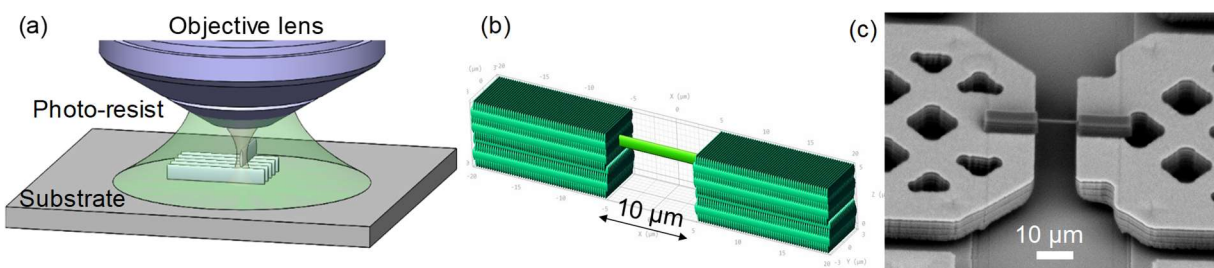 (a)
Objective lens
Photo-resist
Substrate
(b)
10 µm
(c)
10 µm